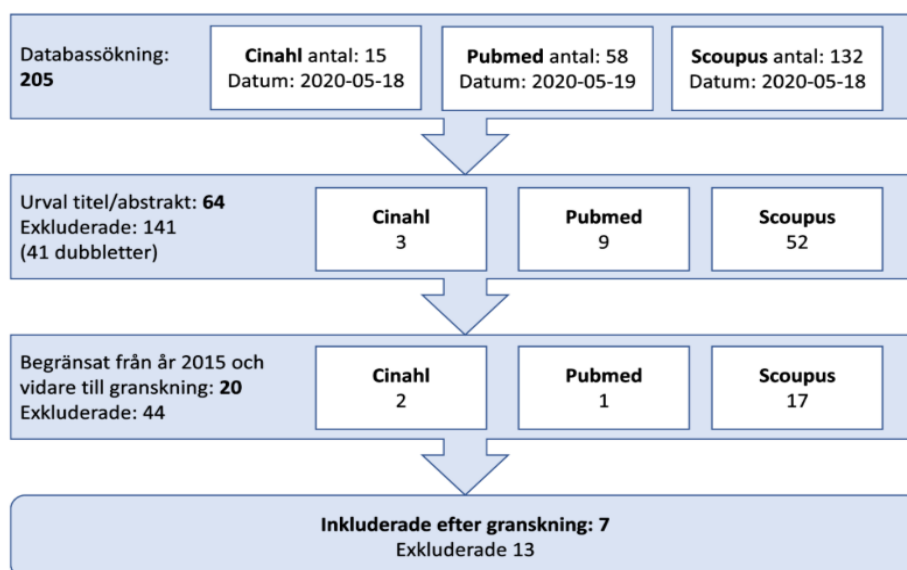 Databassökning:
205
Cinahl antal: 15
Datum: 2020-05-18
Pubmed antal: 58
Datum: 2020-05-19
Scoupus antal: 132
Datum: 2020-05-18
Urval titel/abstrakt: 64
Exkluderade: 141
(41 dubbletter)
Cinahl
3
Pubmed
9
Scoupus
52
Begränsat från år 2015 och
vidare till granskning: 20
Exkluderade: 44
Cinahl
2
Pubmed
1
Scoupus
17
Inkluderade efter granskning: 7
Exkluderade 13